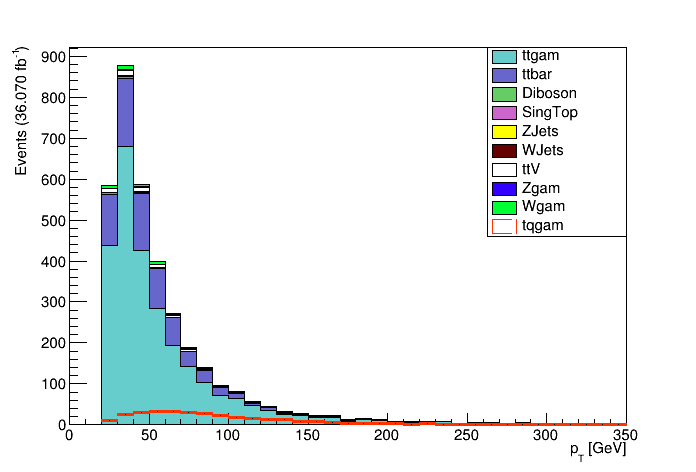 Events (36.070 fb⁻¹)
900
800
700
600
500
400
300
200
100
0
0 50 100 150 200 250 300 350
p_T [GeV]
ttgam
ttbar
Diboson
SingTop
ZJets
WJets
ttV
Zgam
Wgam
tqgam